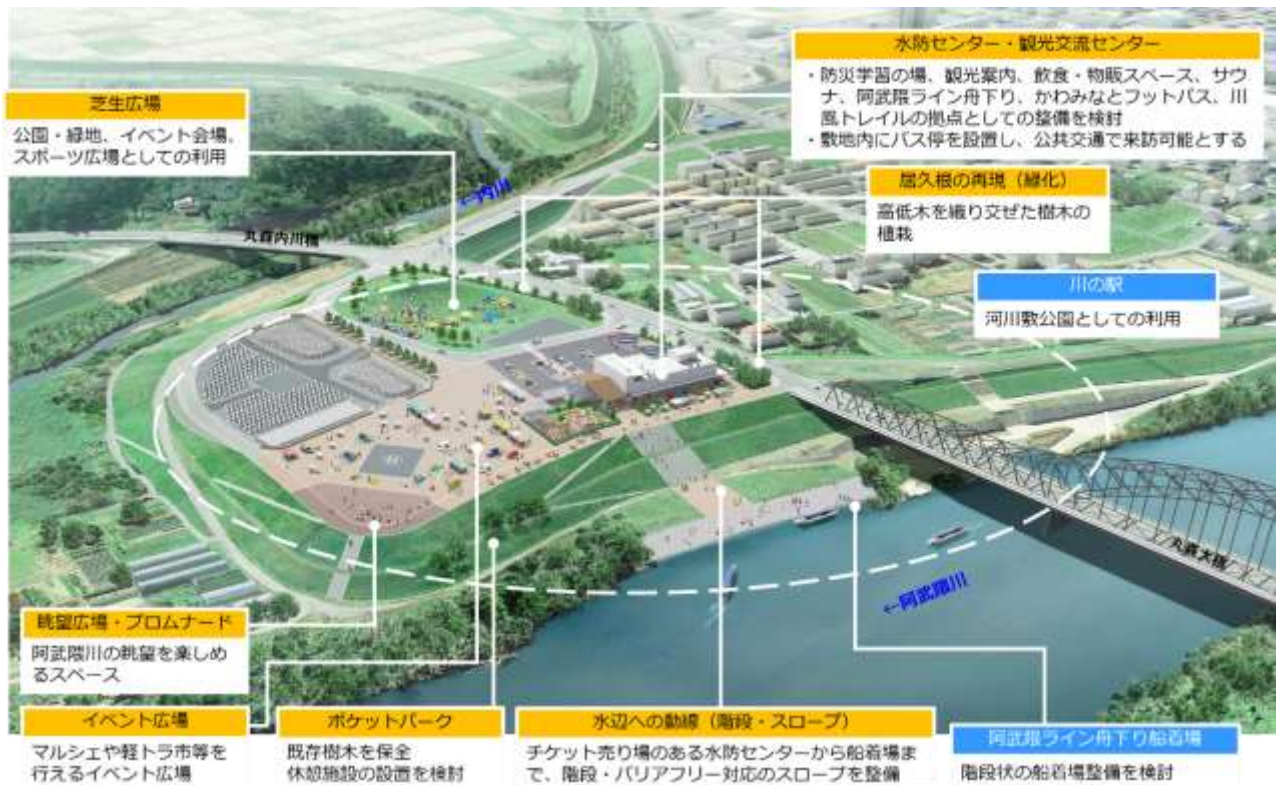 水防センター・観光交流センター
・防災学習の場、観光案内、飲食・物販スペース、サウ
ナ、阿武隈ライン舟下り、かわみなとフットパス、川
風トレイルの拠点としての整備を検討
・敷地内にバス停を設置し、公共交通で来訪可能とする
芝生広場
公園・緑地、イベント会場、
スポーツ広場としての利用
居久根の再現（緑化）
高低木を織り交ぜた樹木の
植栽
←内川
丸森内川橋
川の駅
河川敷公園としての利用
丸森大橋
←阿武隈川
眺望広場・プロムナード
阿武隈川の眺望を楽しめ
るスペース
イベント広場
マルシェや軽トラ市等を
行えるイベント広場
ポケットパーク
既存樹木を保全
休憩施設の設置を検討
水辺への動線（階段・スロープ）
チケット売り場のある水防センターから船着場ま
で、階段・バリアフリー対応のスロープを整備
阿武隈ライン舟下り船着場
階段状の船着場整備を検討